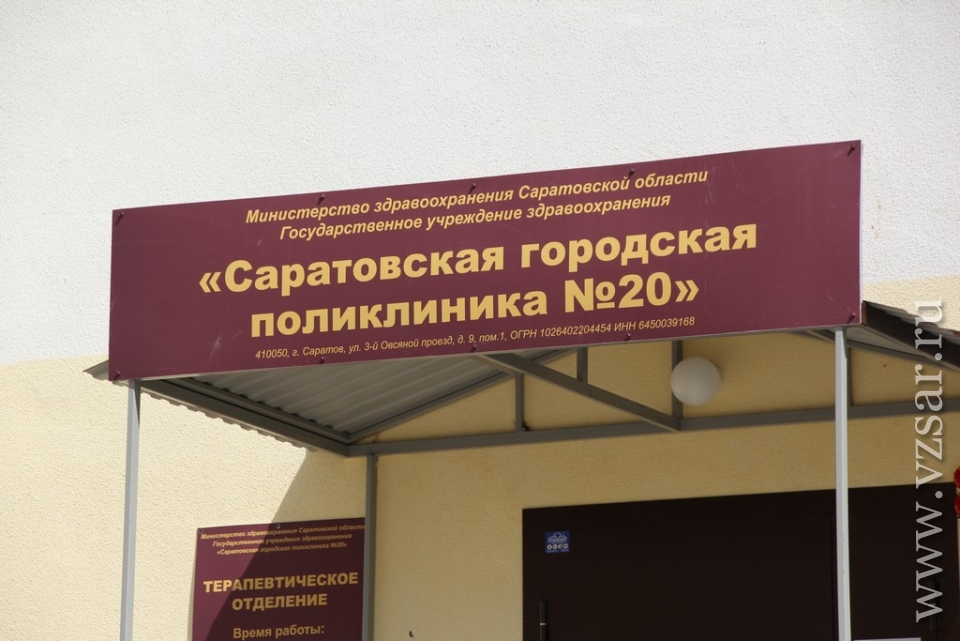 Министерство здравоохранения Саратовской области
Государственное учреждение здравоохранения
«Саратовская городская
поликлиника №20»
410050, г. Саратов, ул. 3-й Овсяной проезд, д. 9, пом.1, ОГРН 1026402204454 ИНН 6450039168
Министерство здравоохранения Саратовской области
Государственное учреждение здравоохранения
«Саратовская городская поликлиника №20»
ТЕРАПЕВТИЧЕСКОЕ
ОТДЕЛЕНИЕ
Время работы:
www.vzsar.ru